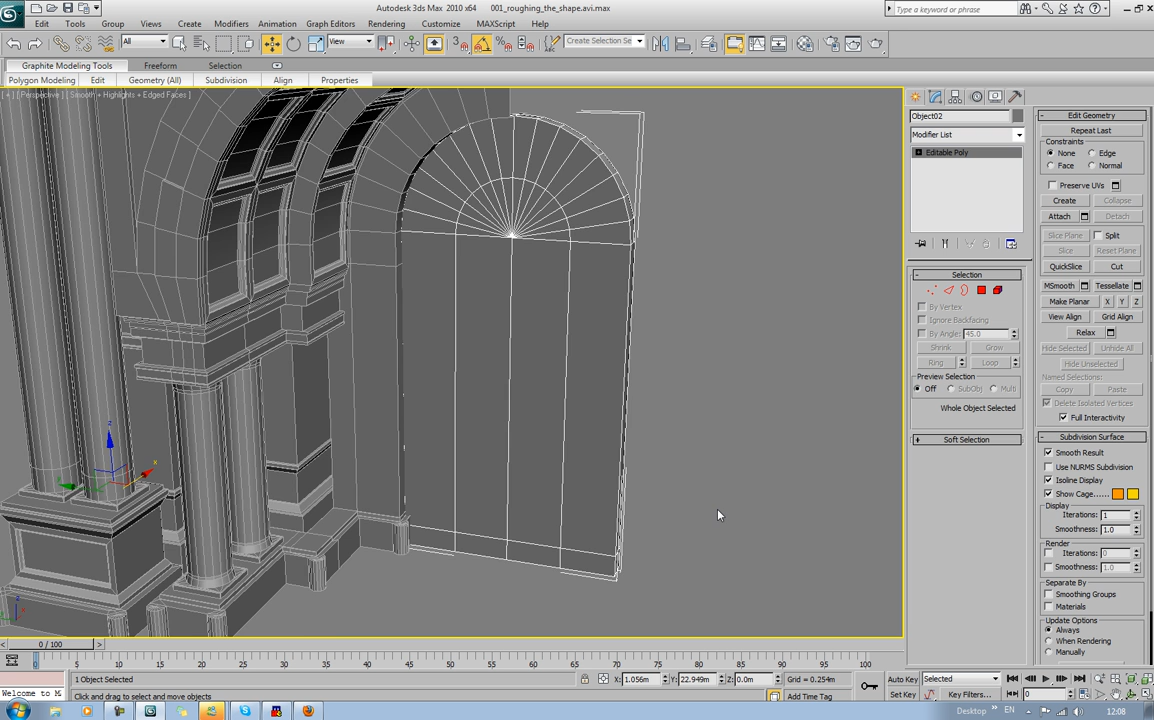 Autodesk 3ds Max 2010 x64 001_roughing_the_shape.avi.max
Type a keyword or phrase
Edit Tools Group Views Create Modifiers Animation Graph Editors Rendering Customize MAXScript Help
All View Create Selection Se
Graphite Modeling Tools Freeform Selection
Polygon Modeling Edit Geometry (All) Subdivision Align Properties
[ + ] [ Perspective ] [ Smooth + Highlights + Edged Faces ]
Object02
Modifier List
Editable Poly
Selection
By Vertex
Ignore Backfacing
By Angle: 45.0
Shrink Grow
Ring Loop
Preview Selection
Off SubObj Multi
Whole Object Selected
Soft Selection
Edit Geometry
Repeat Last
Constraints
None Edge
Face Normal
Preserve UVs
Create Collapse
Attach Detach
Slice Plane Split
Slice Reset Plane
QuickSlice Cut
MSmooth Tessellate
Make Planar X Y Z
View Align Grid Align
Relax
Hide Selected Unhide All
Hide Unselected
Named Selections:
Copy Paste
Delete Isolated Vertices
Full Interactivity
Subdivision Surface
Smooth Result
Use NURMS Subdivision
Isoline Display
Show Cage......
Display
Iterations: 1
Smoothness: 1.0
Render
Iterations: 0
Smoothness: 1.0
Separate By
Smoothing Groups
Materials
Update Options
Always
When Rendering
Manually
z
x
0 / 100
0 5 10 15 20 25 30 35 40 45 50 55 60 65 70 75 80 85 90 95 100
1 Object Selected X: 1.056m Y: 22.949m Z: 0.0m Grid = 0.254m Auto Key Selected
Welcome to M Click and drag to select and move objects Add Time Tag Set Key Key Filters... 0
Desktop EN 12:08